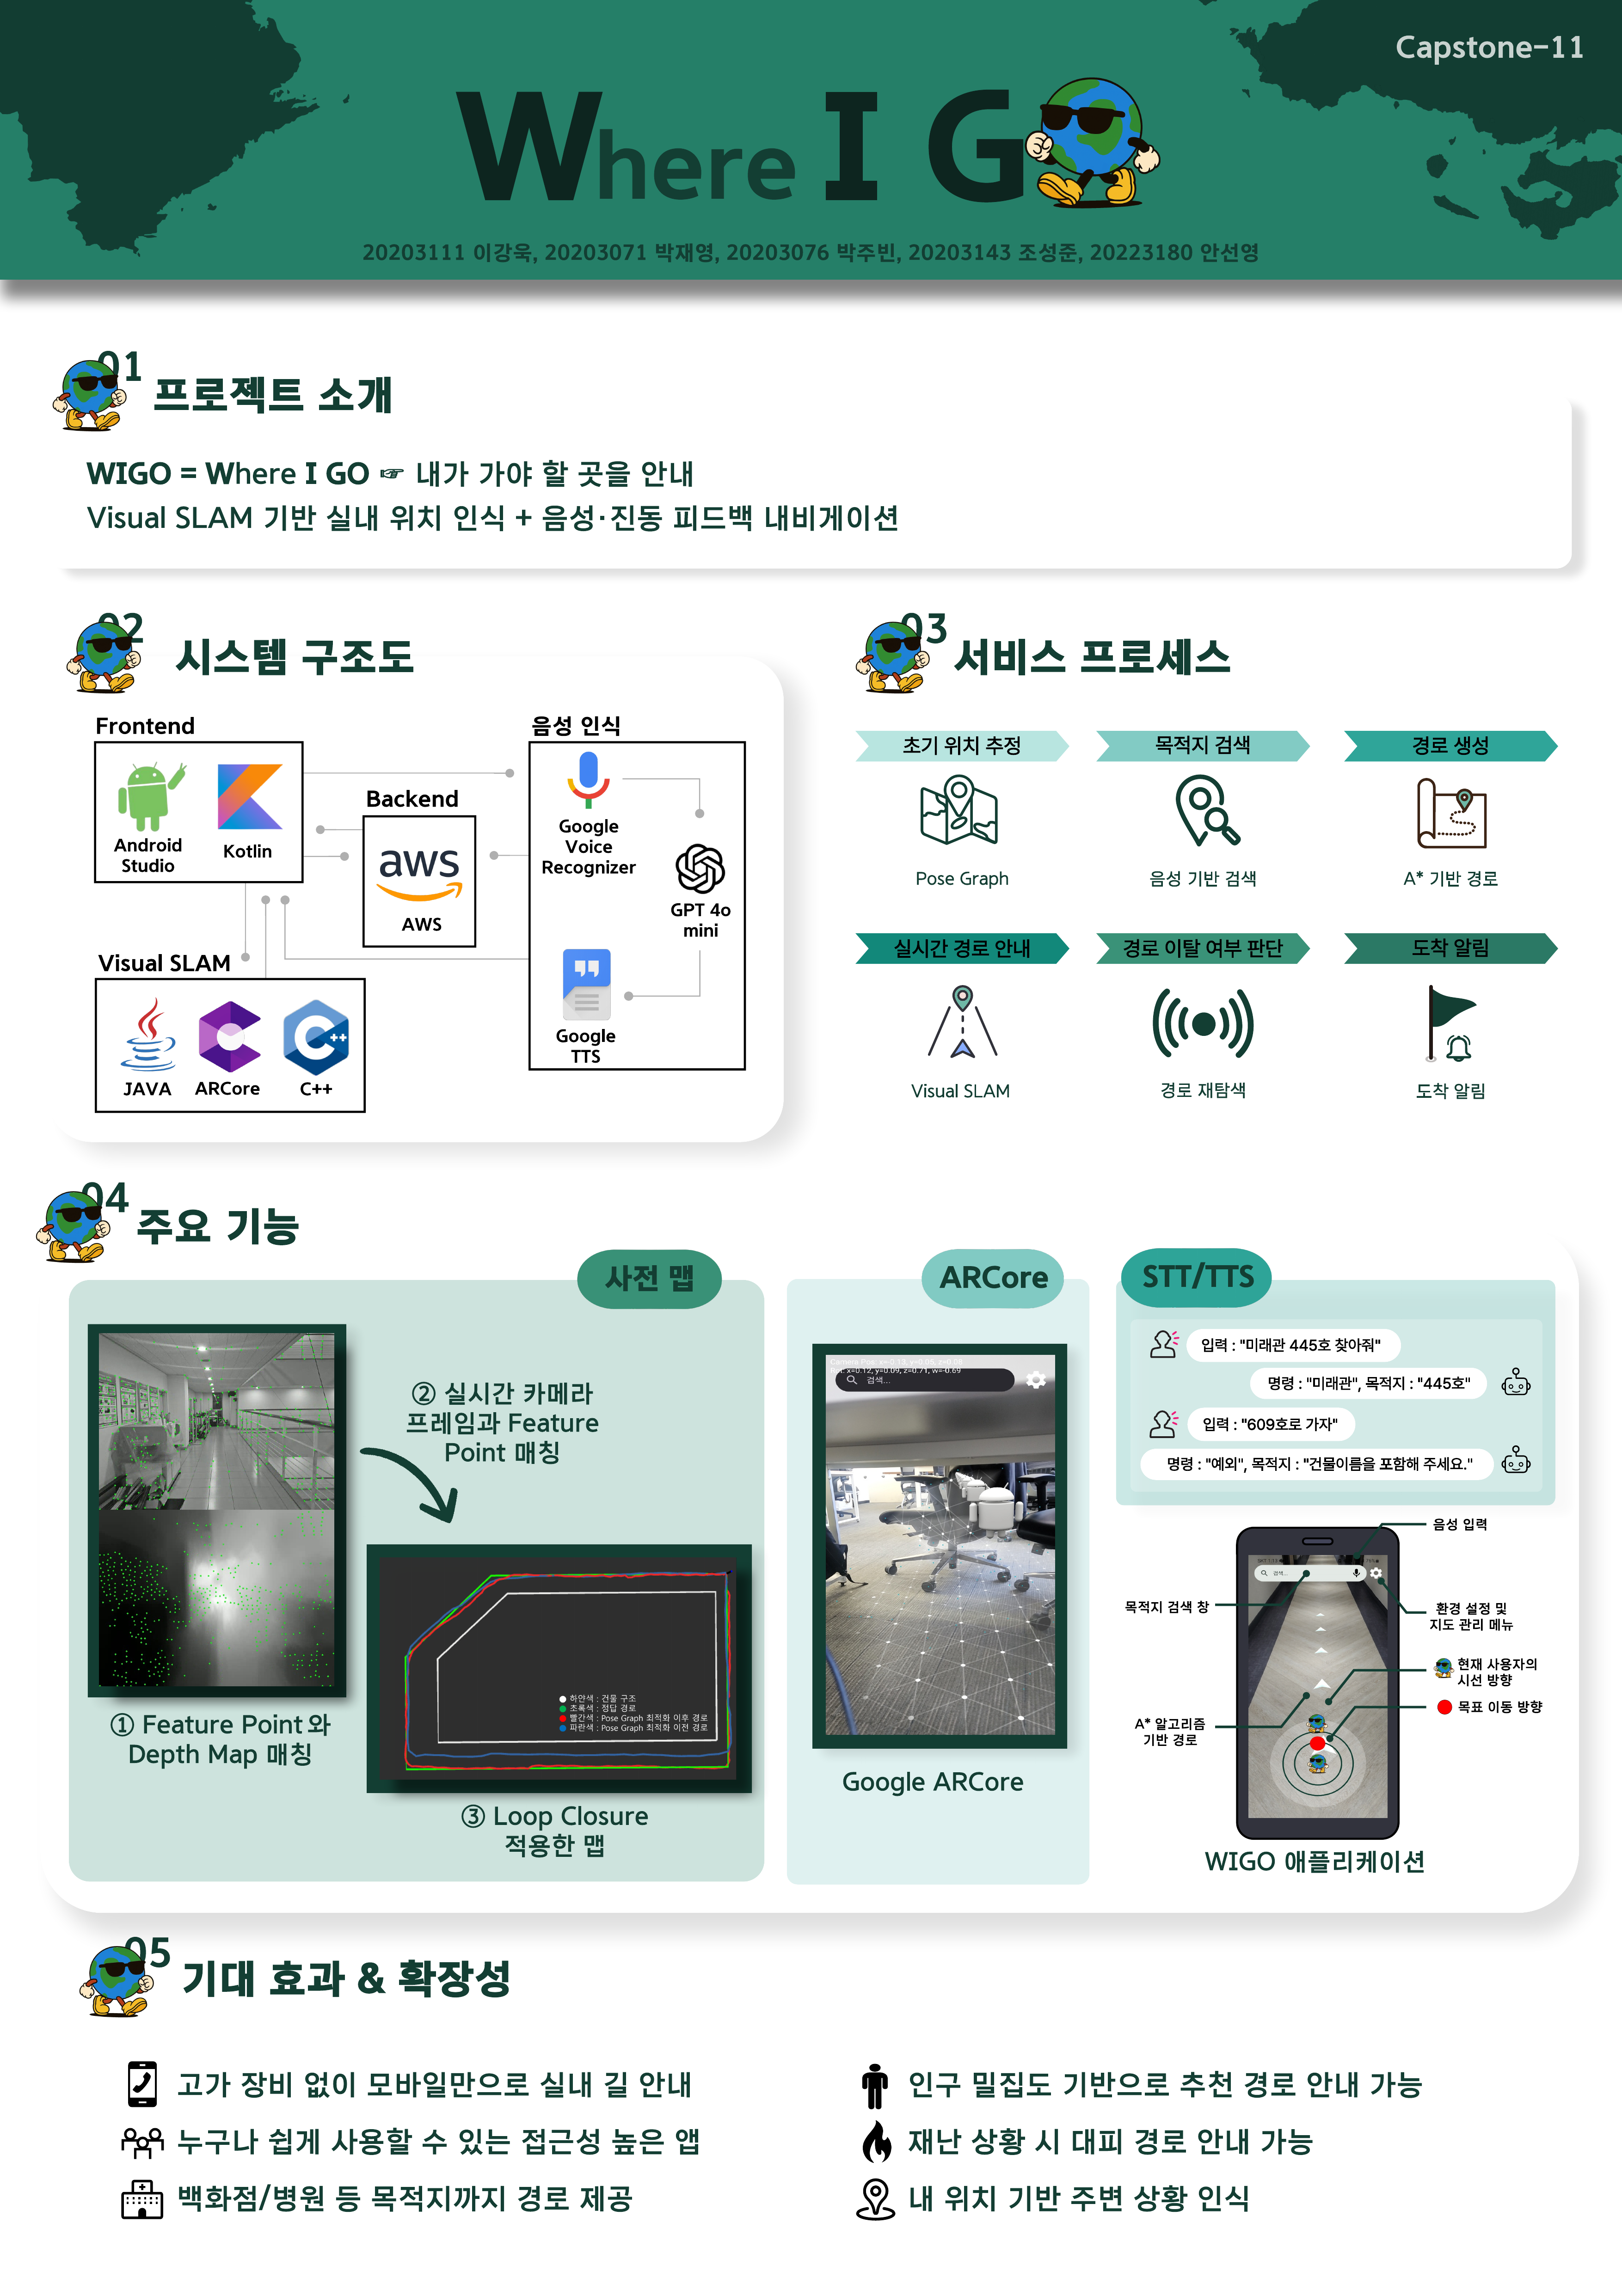 Capstone-11
Where I GO
20203111 이강욱, 20203071 박재영, 20203076 박주빈, 20203143 조성준, 20223180 안선영
01
프로젝트 소개
WIGO = Where I GO ☞ 내가 가야 할 곳을 안내
Visual SLAM 기반 실내 위치 인식 + 음성·진동 피드백 내비게이션
02
시스템 구조도
Frontend
Android
Studio
Kotlin
Backend
aws
AWS
음성 인식
Google
Voice
Recognizer
GPT 4o
mini
Google
TTS
Visual SLAM
JAVA
ARCore
C++
03
서비스 프로세스
초기 위치 추정
목적지 검색
경로 생성
Pose Graph
음성 기반 검색
A* 기반 경로
실시간 경로 안내
경로 이탈 여부 판단
도착 알림
Visual SLAM
경로 재탐색
도착 알림
04
주요 기능
사전 맵
① Feature Point 와
Depth Map 매칭
② 실시간 카메라
프레임과 Feature
Point 매칭
하얀색 : 건물 구조
초록색 : 정답 경로
빨간색 : Pose Graph 최적화 이후 경로
파란색 : Pose Graph 최적화 이전 경로
③ Loop Closure
적용한 맵
ARCore
검색...
Google ARCore
STT/TTS
입력 : "미래관 445호 찾아줘"
명령 : "미래관", 목적지 : "445호"
입력 : "609호로 가자"
명령 : "예외", 목적지 : "건물이름을 포함해 주세요."
음성 입력
검색...
목적지 검색 창
환경 설정 및
지도 관리 메뉴
현재 사용자의
시선 방향
목표 이동 방향
A* 알고리즘
기반 경로
WIGO 애플리케이션
05
기대 효과 & 확장성
고가 장비 없이 모바일만으로 실내 길 안내
누구나 쉽게 사용할 수 있는 접근성 높은 앱
백화점/병원 등 목적지까지 경로 제공
인구 밀집도 기반으로 추천 경로 안내 가능
재난 상황 시 대피 경로 안내 가능
내 위치 기반 주변 상황 인식